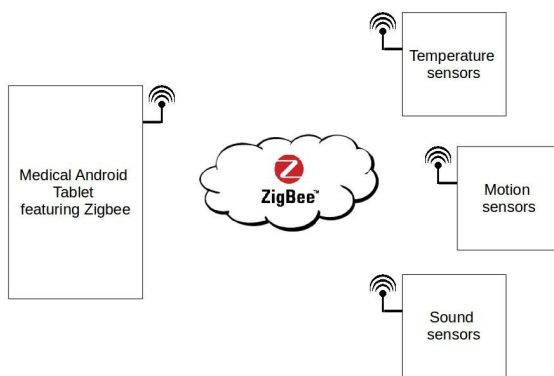 Medical Android
Tablet
featuring Zigbee
ZigBee™
Temperature
sensors
Motion
sensors
Sound
sensors